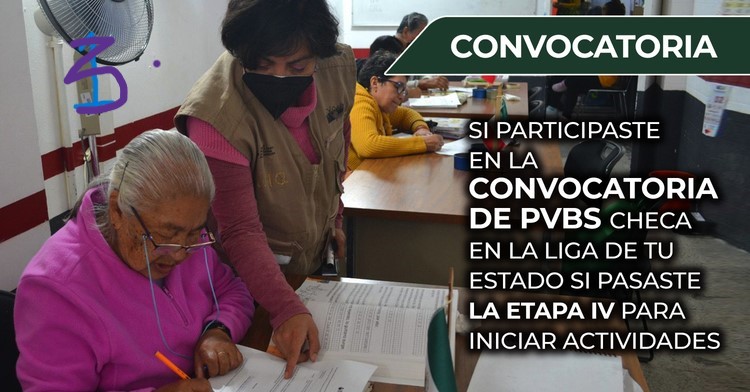 CONVOCATORIA
SI PARTICIPASTE
EN LA
CONVOCATORIA
DE PVBS CHECA
EN LA LIGA DE TU
ESTADO SI PASASTE
LA ETAPA IV PARA
INICIAR ACTIVIDADES